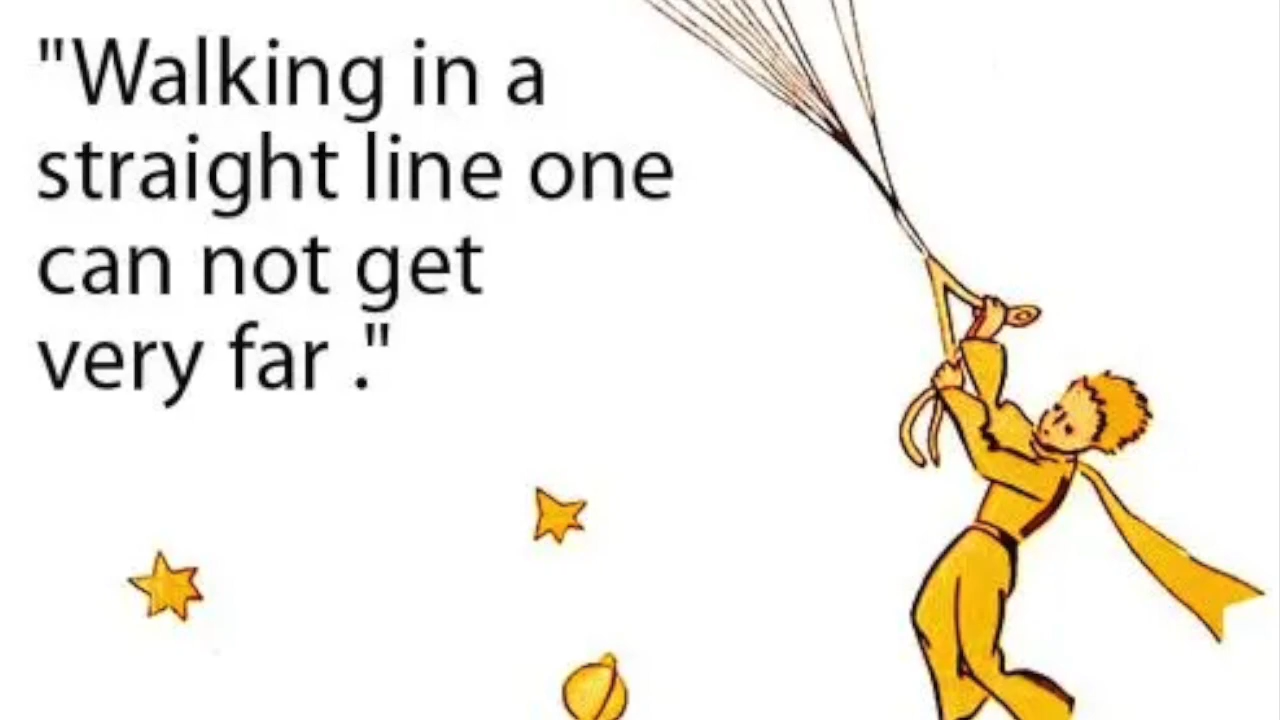 "Walking in a
straight line one
can not get
very far ."